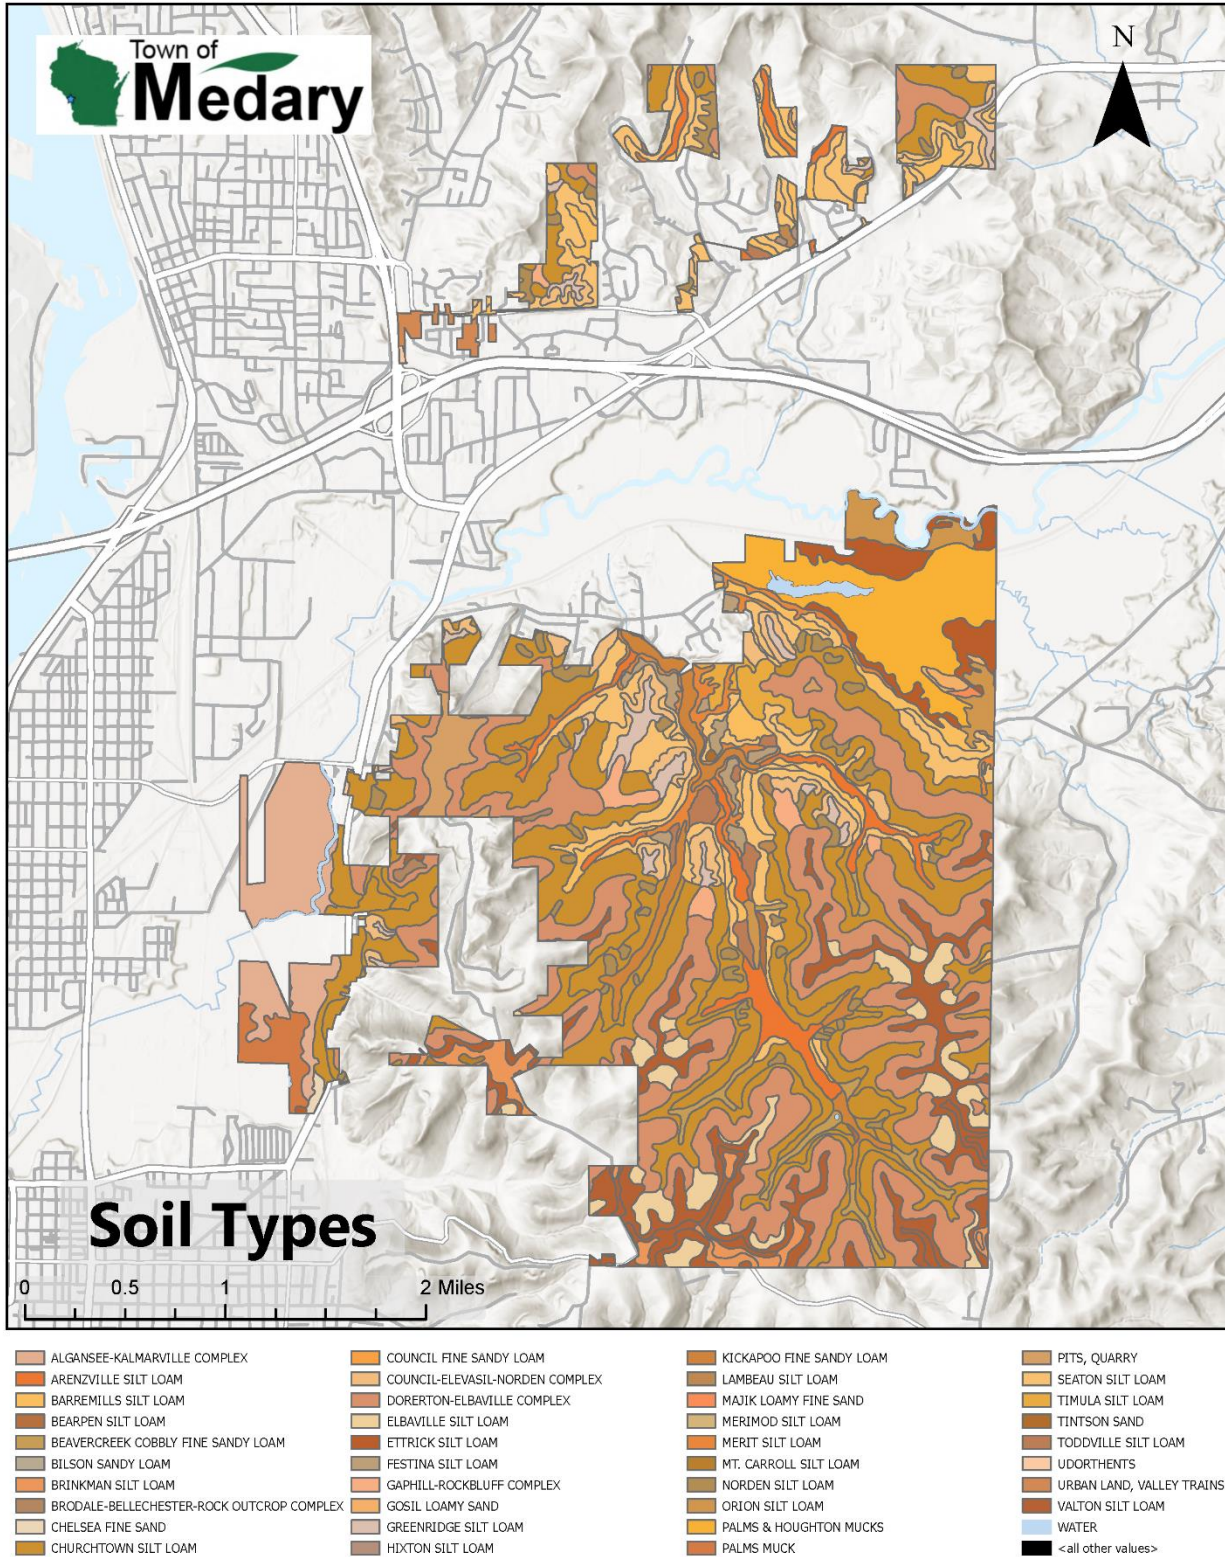 Town of
Medary
N
Soil Types
0 0.5 1 2 Miles
ALGANSEE-KALMARVILLE COMPLEX
ARENZVILLE SILT LOAM
BARREMILLS SILT LOAM
BEARPEN SILT LOAM
BEAVERCREEK COBBLY FINE SANDY LOAM
BILSON SANDY LOAM
BRINKMAN SILT LOAM
BRODALE-BELLECHESTER-ROCK OUTCROP COMPLEX
CHELSEA FINE SAND
CHURCHTOWN SILT LOAM
COUNCIL FINE SANDY LOAM
COUNCIL-ELEVASIL-NORDEN COMPLEX
DORERTON-ELBAVILLE COMPLEX
ELBAVILLE SILT LOAM
ETTRICK SILT LOAM
FESTINA SILT LOAM
GAPHILL-ROCKBLUFF COMPLEX
GOSIL LOAMY SAND
GREENRIDGE SILT LOAM
HIXTON SILT LOAM
KICKAPOO FINE SANDY LOAM
LAMBEAU SILT LOAM
MAJIK LOAMY FINE SAND
MERIMOD SILT LOAM
MERIT SILT LOAM
MT. CARROLL SILT LOAM
NORDEN SILT LOAM
ORION SILT LOAM
PALMS & HOUGHTON MUCKS
PALMS MUCK
PITS, QUARRY
SEATON SILT LOAM
TIMULA SILT LOAM
TINTSON SAND
TODDVILLE SILT LOAM
UDORTHENTS
URBAN LAND, VALLEY TRAINS
VALTON SILT LOAM
WATER
<all other values>